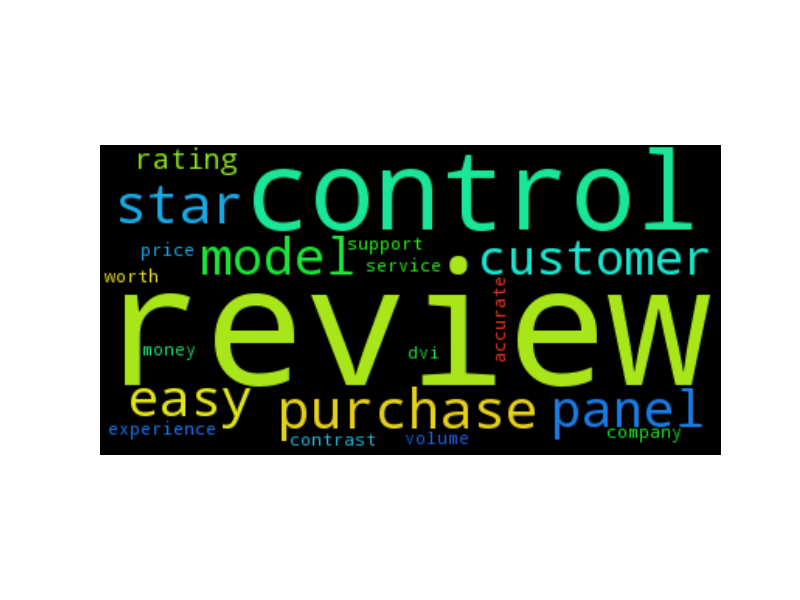 rating
control
star
support
price
model
service
customer
worth
accurate
review
money
dvi
easy
purchase
panel
experience
contrast
volume
company